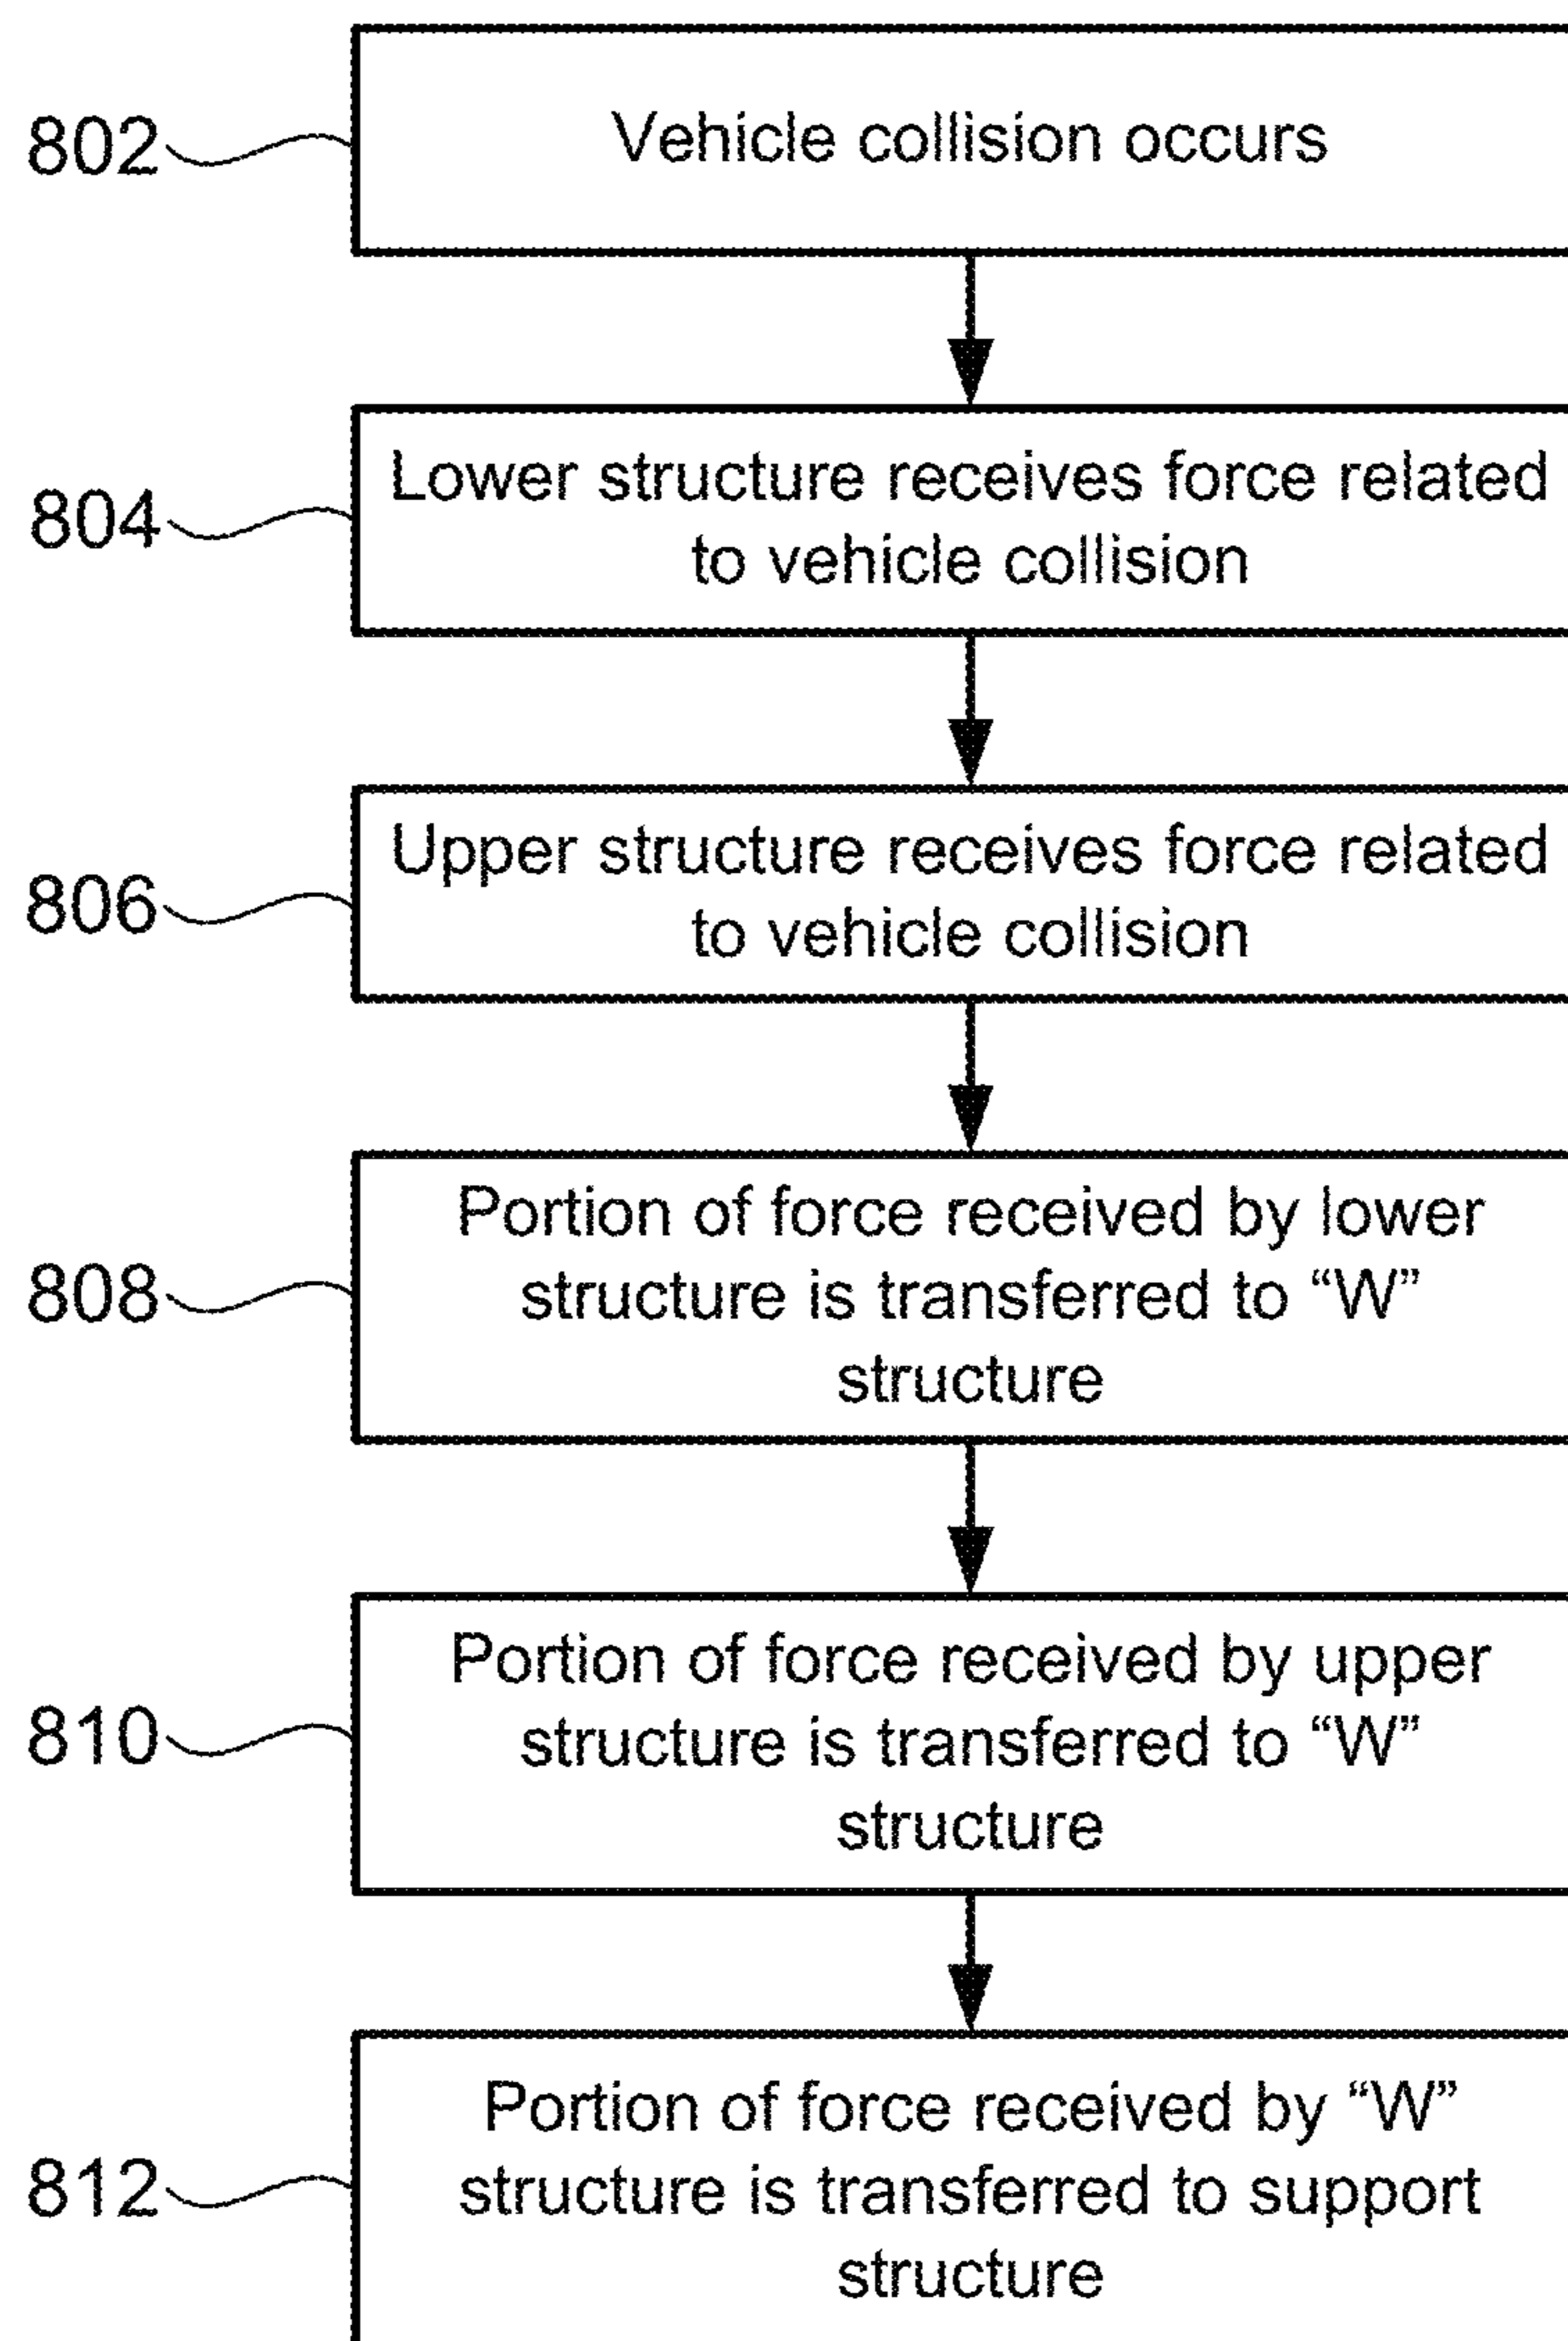 802
Vehicle collision occurs
804
Lower structure receives force related
to vehicle collision
806
Upper structure receives force related
to vehicle collision
808
Portion of force received by lower
structure is transferred to “W”
structure
810
Portion of force received by upper
structure is transferred to “W”
structure
812
Portion of force received by “W”
structure is transferred to support
structure